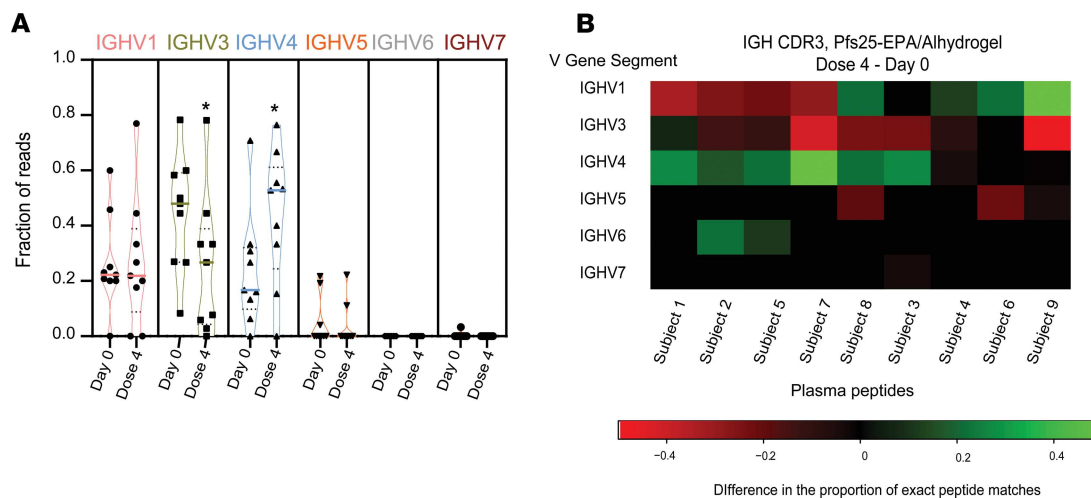 A
IGHV1 IGHV3 IGHV4 IGHV5 IGHV6 IGHV7
Fraction of reads
1.0
0.8
0.6
0.4
0.2
0.0
* *
Day 0 Dose 4 Day 0 Dose 4 Day 0 Dose 4 Day 0 Dose 4 Day 0 Dose 4 Day 0 Dose 4
B
IGH CDR3, Pfs25-EPA/Alhydrogel
Dose 4 - Day 0
V Gene Segment
IGHV1
IGHV3
IGHV4
IGHV5
IGHV6
IGHV7
Subject 1 Subject 2 Subject 5 Subject 7 Subject 8 Subject 3 Subject 4 Subject 6 Subject 9
Plasma peptides
−0.4 −0.2 0 0.2 0.4
DIfference in the proportion of exact peptide matches